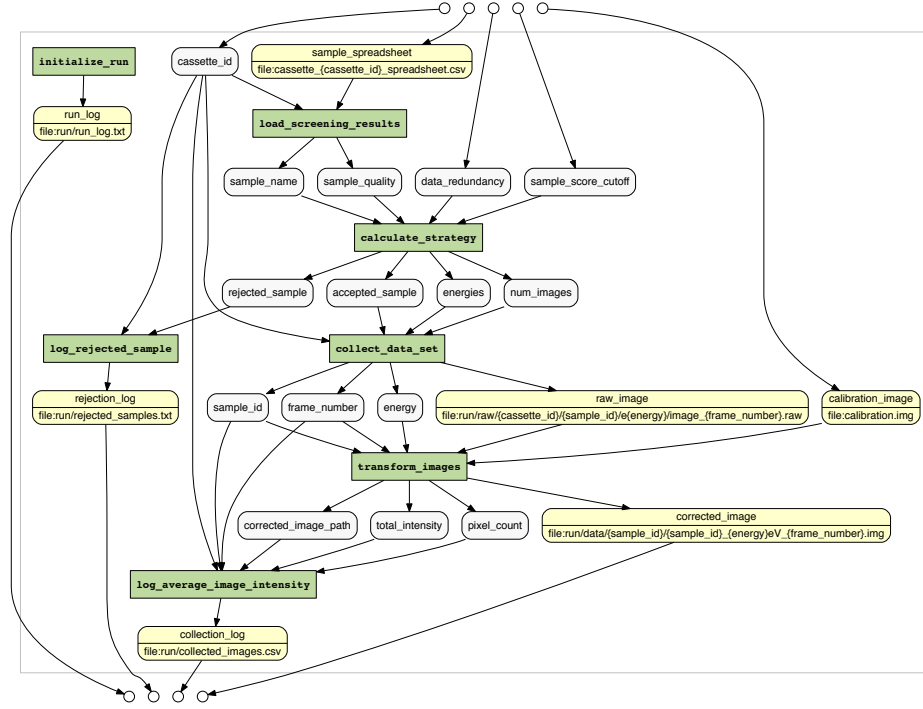 initialize_run
cassette_id
sample_spreadsheet
file:cassette_{cassette_id}_spreadsheet.csv
run_log
file:run/run_log.txt
load_screening_results
sample_name
sample_quality
data_redundancy
sample_score_cutoff
calculate_strategy
rejected_sample
accepted_sample
energies
num_images
log_rejected_sample
collect_data_set
rejection_log
file:run/rejected_samples.txt
sample_id
frame_number
energy
raw_image
file:run/raw/{cassette_id}/{sample_id}/e{energy}/image_{frame_number}.raw
calibration_image
file:calibration.img
transform_images
corrected_image_path
total_intensity
pixel_count
corrected_image
file:run/data/{sample_id}/{sample_id}_{energy}eV_{frame_number}.img
log_average_image_intensity
collection_log
file:run/collected_images.csv